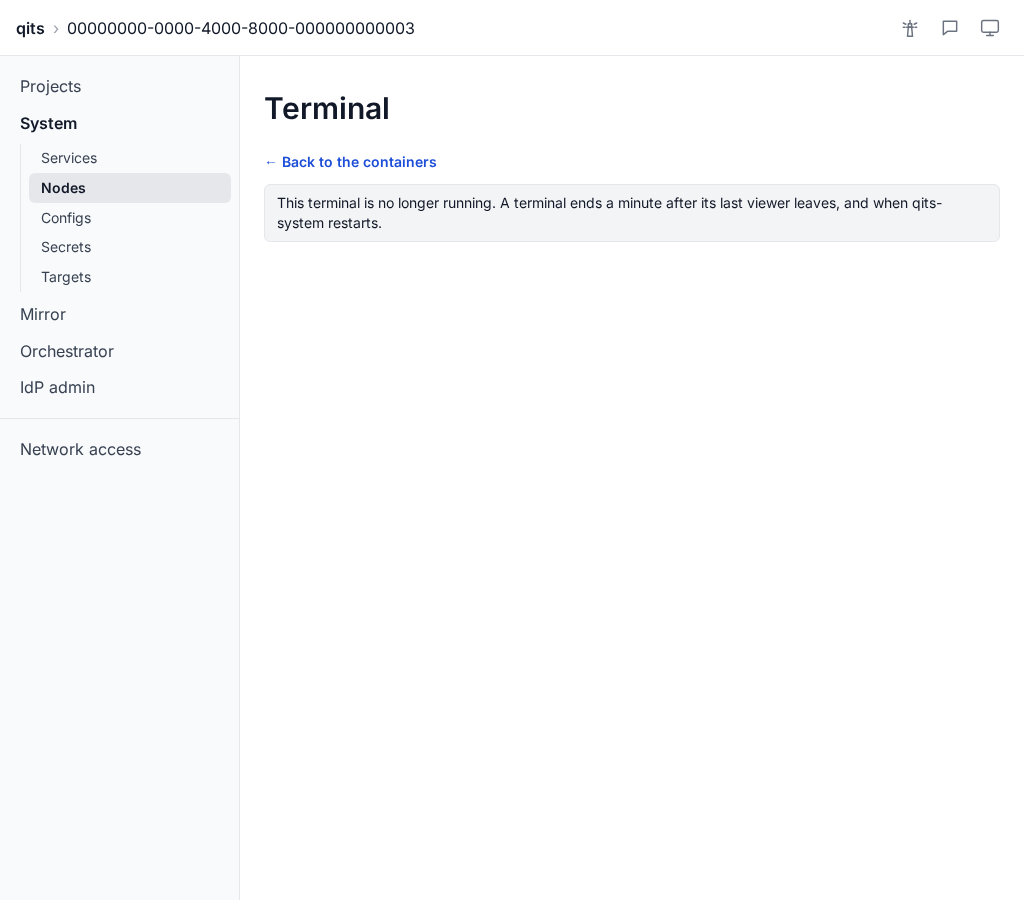 qits › 00000000-0000-4000-8000-000000000003
Projects
System
Services
Nodes
Configs
Secrets
Targets
Mirror
Orchestrator
IdP admin
Network access
Terminal
← Back to the containers
This terminal is no longer running. A terminal ends a minute after its last viewer leaves, and when qits-
system restarts.